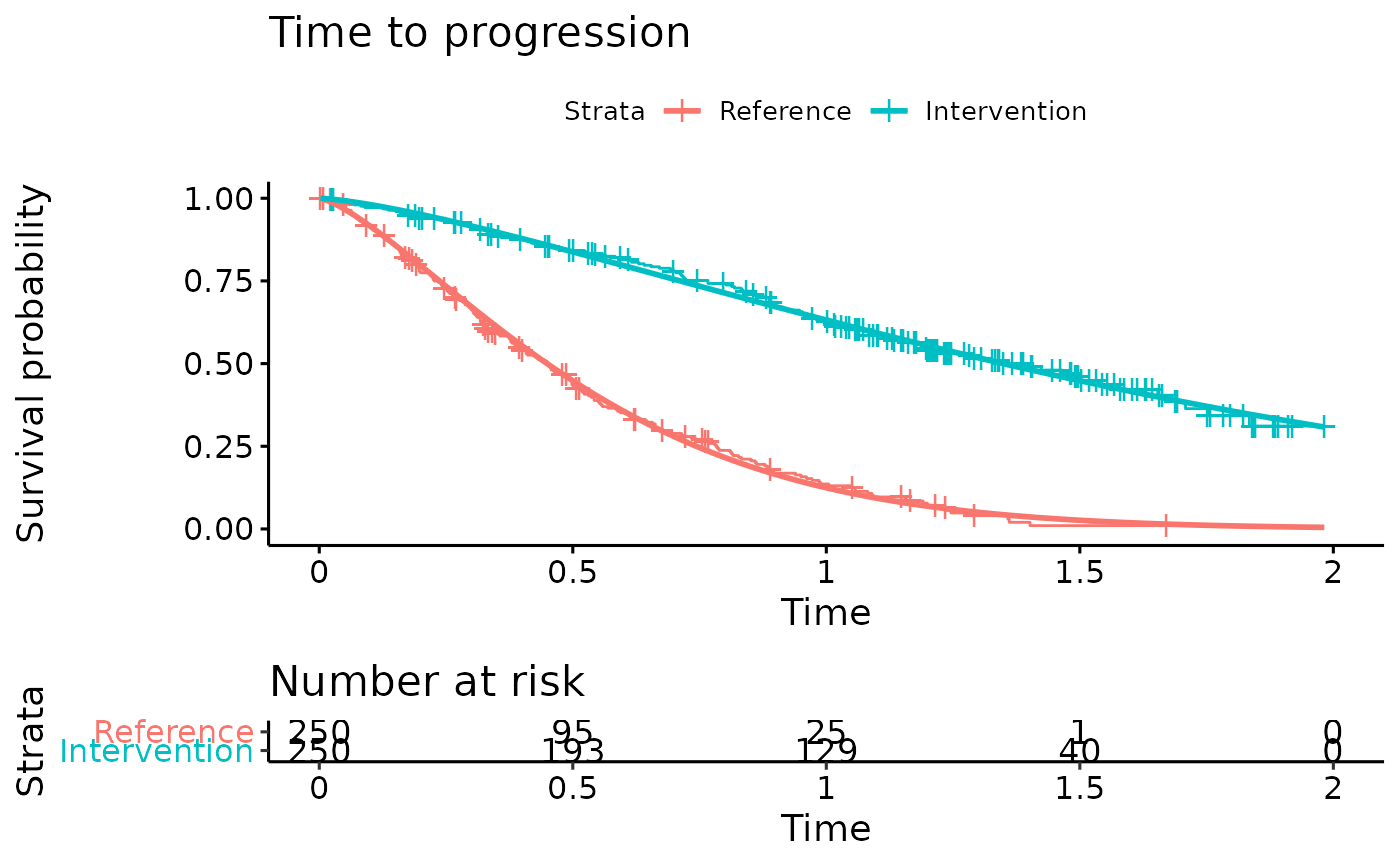 Time to progression
Strata Reference Intervention
Survival probability
1.00
0.75
0.50
0.25
0.00
0 0.5 1 1.5 2
Time
Number at risk
Strata
Reference 250 95 25 1 0
Intervention 250 193 129 40 0
0 0.5 1 1.5 2
Time